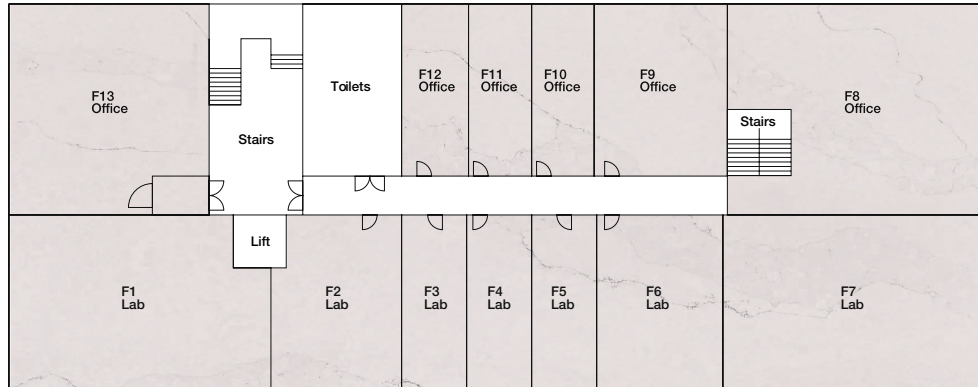 F13
Office
Stairs
Toilets
F12
Office
F11
Office
F10
Office
F9
Office
Stairs
F8
Office
Lift
F1
Lab
F2
Lab
F3
Lab
F4
Lab
F5
Lab
F6
Lab
F7
Lab